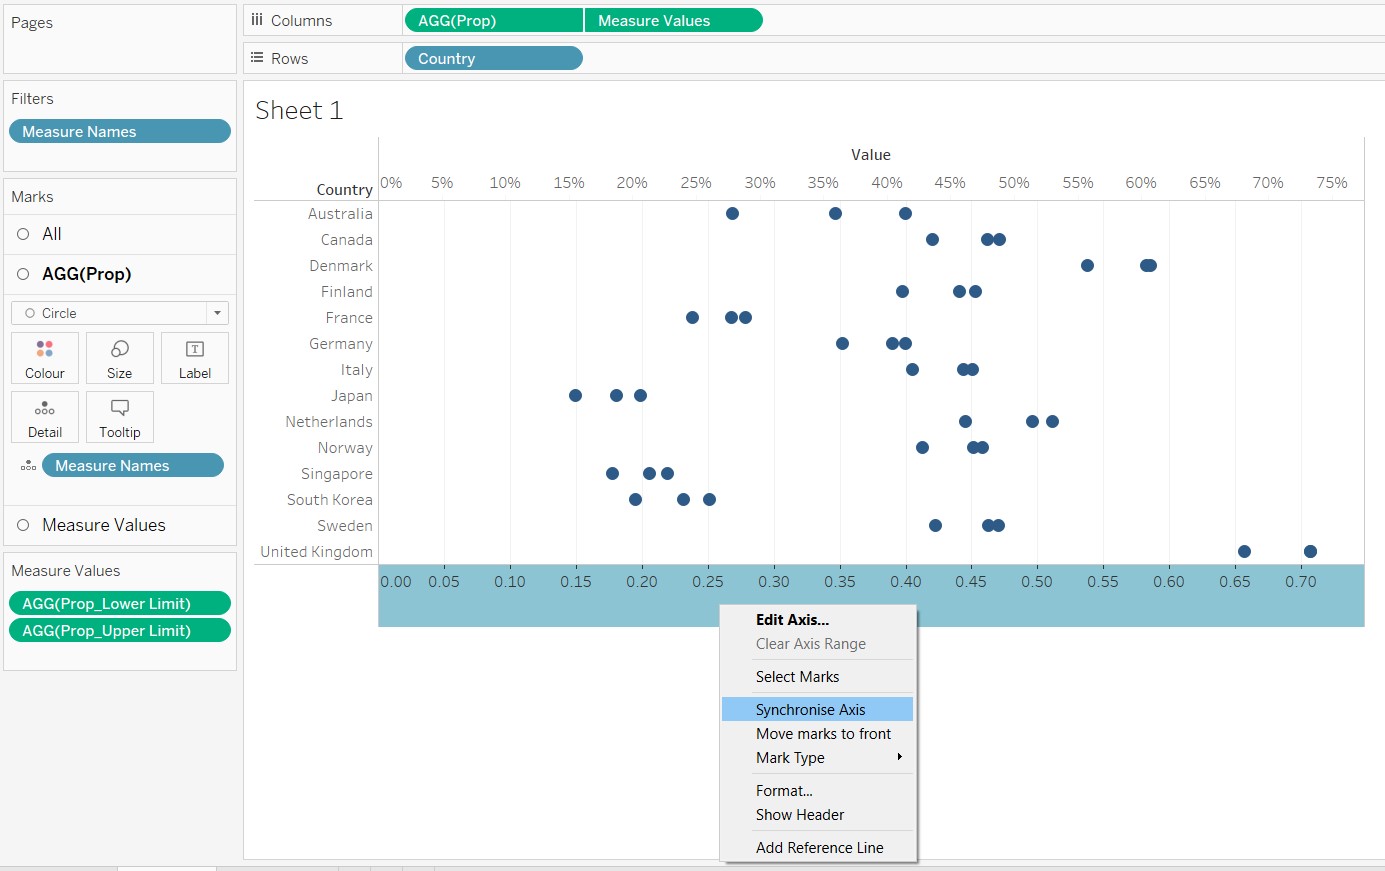 Pages
Columns
AGG(Prop)
Measure Values
Rows
Country
Filters
Measure Names
Marks
All
AGG(Prop)
Circle
Colour
Size
Label
Detail
Tooltip
Measure Names
Measure Values
Measure Values
AGG(Prop_Lower Limit)
AGG(Prop_Upper Limit)
Sheet 1
Value
Country
0% 5% 10% 15% 20% 25% 30% 35% 40% 45% 50% 55% 60% 65% 70% 75%
Australia
Canada
Denmark
Finland
France
Germany
Italy
Japan
Netherlands
Norway
Singapore
South Korea
Sweden
United Kingdom
0.00 0.05 0.10 0.15 0.20 0.25 0.30 0.35 0.40 0.45 0.50 0.55 0.60 0.65 0.70
Edit Axis...
Clear Axis Range
Select Marks
Synchronise Axis
Move marks to front
Mark Type
Format...
Show Header
Add Reference Line